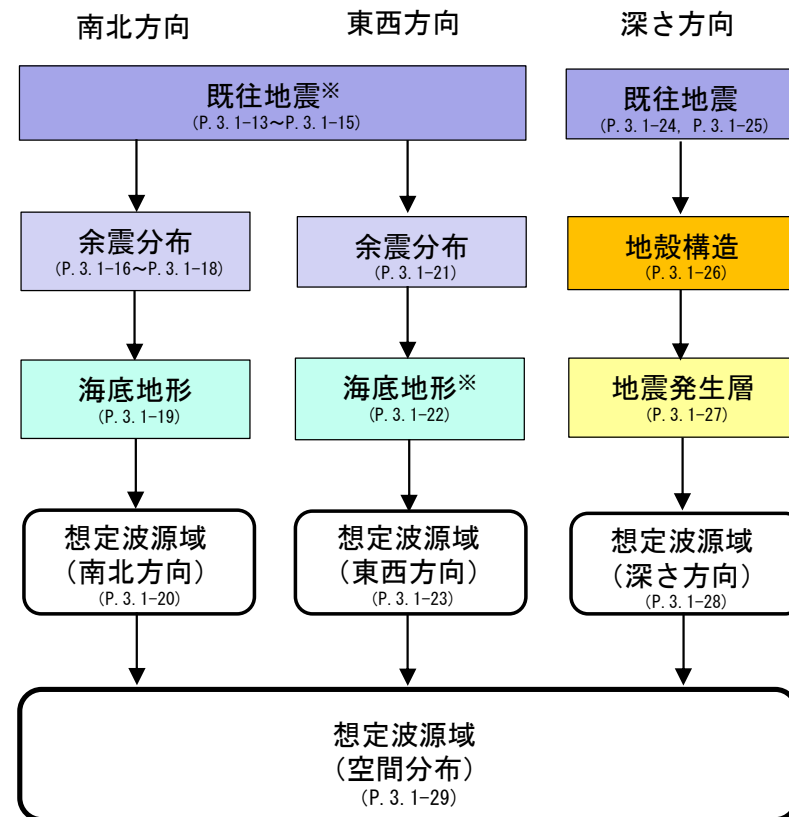 南北方向
東西方向
深さ方向
既往地震※
(P. 3. 1-13～P. 3. 1-15)
既往地震
(P. 3. 1-24, P. 3. 1-25)
余震分布
(P. 3. 1-16～P. 3. 1-18)
余震分布
(P. 3. 1-21)
地殻構造
(P. 3. 1-26)
海底地形
(P. 3. 1-19)
海底地形※
(P. 3. 1-22)
地震発生層
(P. 3. 1-27)
想定波源域
(南北方向)
(P. 3. 1-20)
想定波源域
(東西方向)
(P. 3. 1-23)
想定波源域
(深さ方向)
(P. 3. 1-28)
想定波源域
(空間分布)
(P. 3. 1-29)